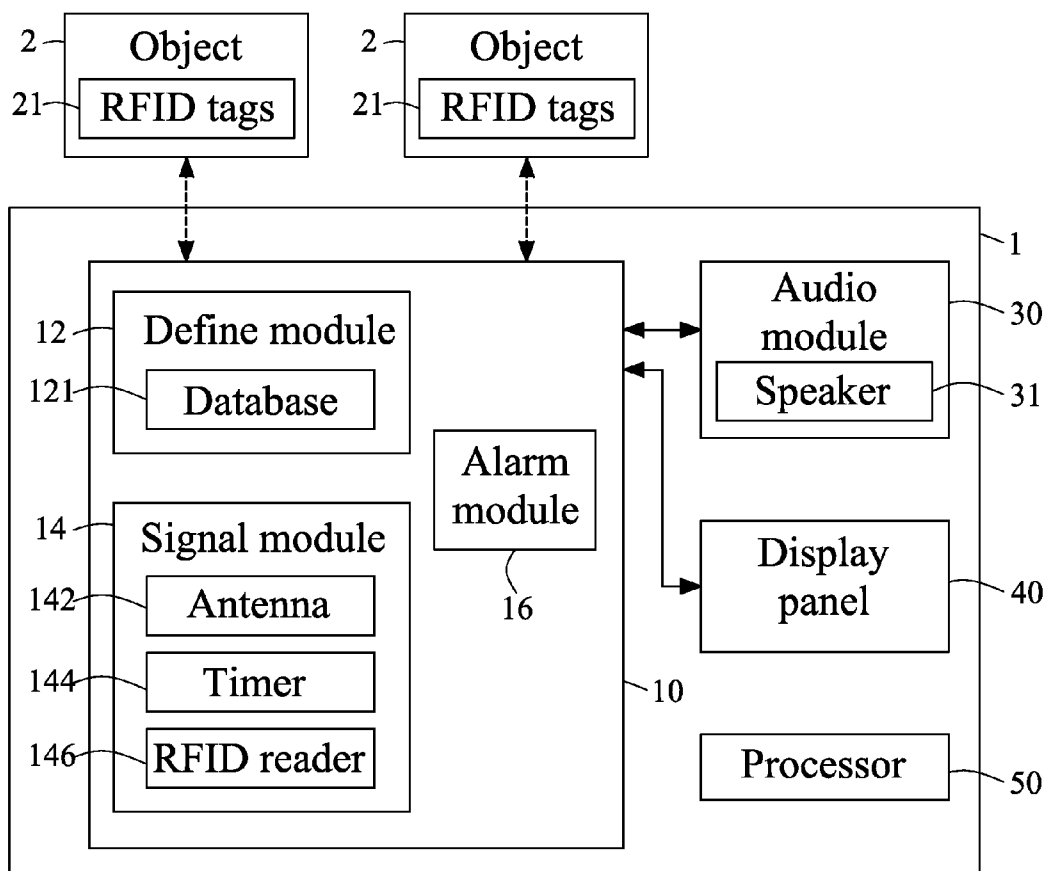 2
Object
21
RFID tags
2
Object
21
RFID tags
1
12
Define module
121
Database
14
Signal module
142
Antenna
144
Timer
146
RFID reader
Alarm
module
16
10
Audio
module
30
Speaker
31
Display
panel
40
Processor
50